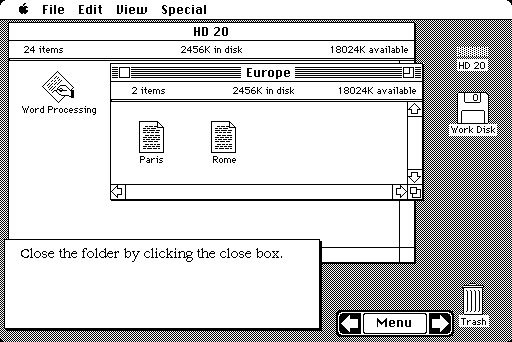 File Edit View Special
HD 20
24 items 2456K in disk 18024K available
Europe
2 items 2456K in disk 18024K available
Word Processing
Paris Rome
HD 20
Work Disk
Close the folder by clicking the close box.
Menu
Trash